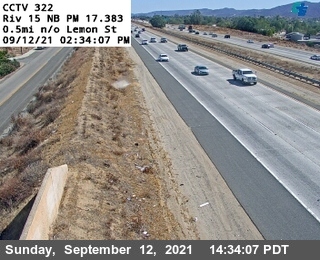 CCTV 322
Riv 15 NB PM 17.383
0.5mi n/o Lemon St
09/12/21 02:34:07 PM
Sunday, September 12, 2021 14:34:07 PDT